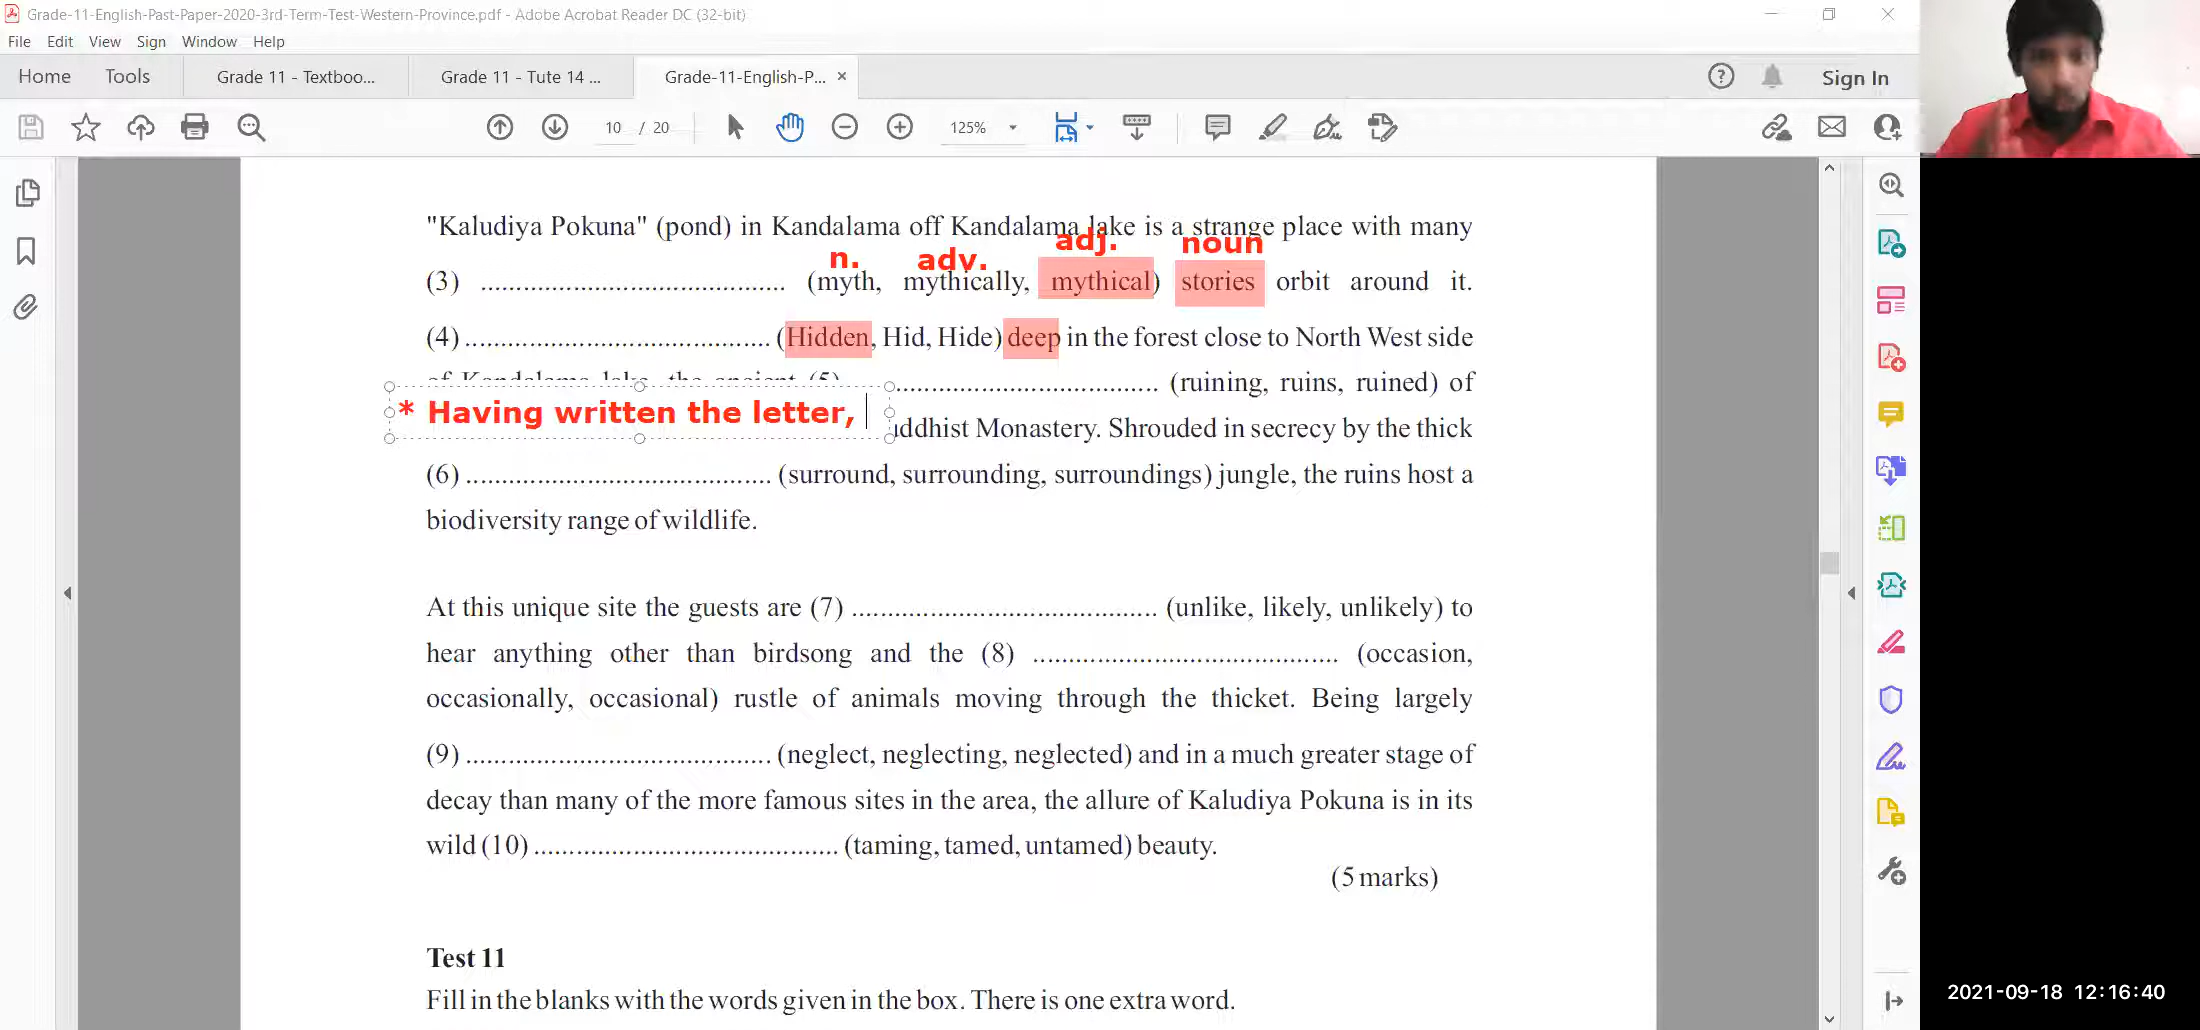 Grade-11-English-Past-Paper-2020-3rd-Term-Test-Western-Province.pdf - Adobe Acrobat Reader DC (32-bit)
File Edit View Sign Window Help
Home Tools Grade 11 - Textboo... Grade 11 - Tute 14 ... Grade-11-English-P... × Sign In
10 / 20 125%
"Kaludiya Pokuna" (pond) in Kandalama off Kandalama lake is a strange place with many
n. adv. adj. noun
(3) ............................................ (myth, mythically, mythical) stories orbit around it.
(4) ............................................ (Hidden, Hid, Hide) deep in the forest close to North West side
of Kandalama lake, the ancient (5) ...................................... (ruining, ruins, ruined) of
* Having written the letter,
ddhist Monastery. Shrouded in secrecy by the thick
(6) ............................................ (surround, surrounding, surroundings) jungle, the ruins host a
biodiversity range of wildlife.
At this unique site the guests are (7) ............................................ (unlike, likely, unlikely) to
hear anything other than birdsong and the (8) ............................................ (occasion,
occasionally, occasional) rustle of animals moving through the thicket. Being largely
(9) ............................................ (neglect, neglecting, neglected) and in a much greater stage of
decay than many of the more famous sites in the area, the allure of Kaludiya Pokuna is in its
wild (10) ............................................ (taming, tamed, untamed) beauty.
(5 marks)
Test 11
Fill in the blanks with the words given in the box. There is one extra word.
2021-09-18 12:16:40